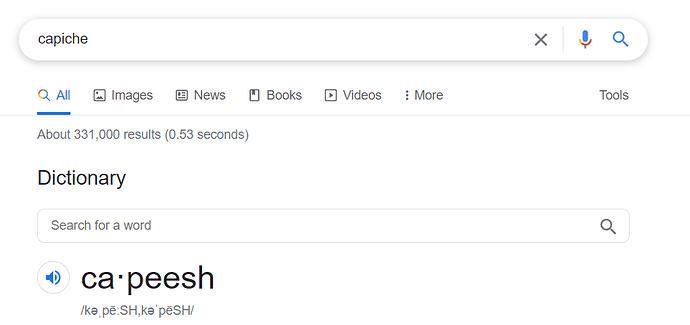 capiche
All Images News Books Videos More Tools
About 331,000 results (0.53 seconds)
Dictionary
Search for a word
ca·peesh
/kəˌpē:SH,kəˈpēSH/